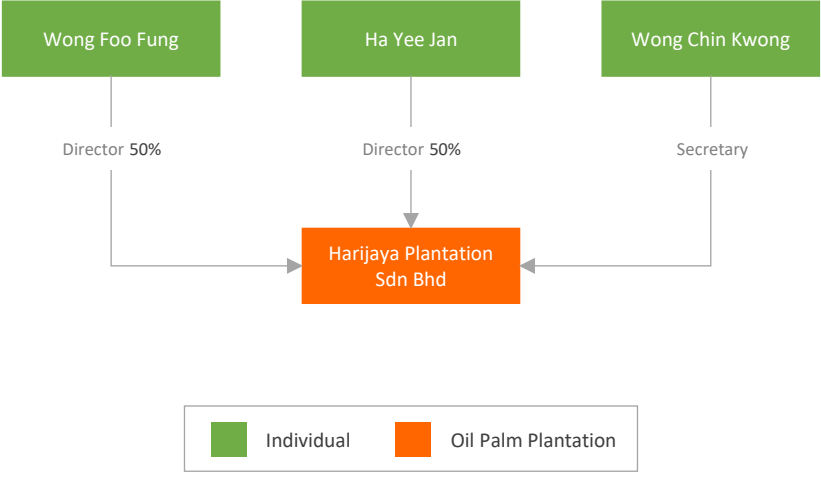 Wong Foo Fung
Ha Yee Jan
Wong Chin Kwong
Director 50%
Director 50%
Secretary
Harijaya Plantation
Sdn Bhd
Individual
Oil Palm Plantation